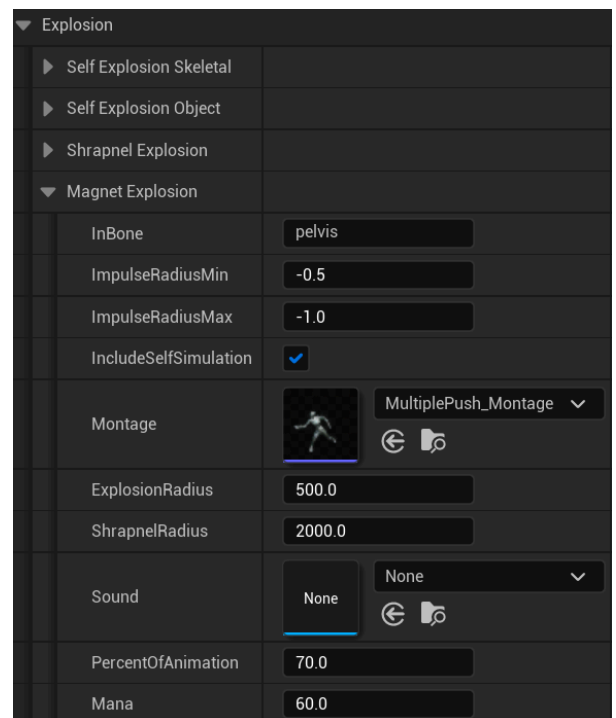 Explosion
Self Explosion Skeletal
Self Explosion Object
Shrapnel Explosion
Magnet Explosion
InBone pelvis
ImpulseRadiusMin -0.5
ImpulseRadiusMax -1.0
IncludeSelfSimulation
Montage MultiplePush_Montage
ExplosionRadius 500.0
ShrapnelRadius 2000.0
Sound None None
PercentOfAnimation 70.0
Mana 60.0